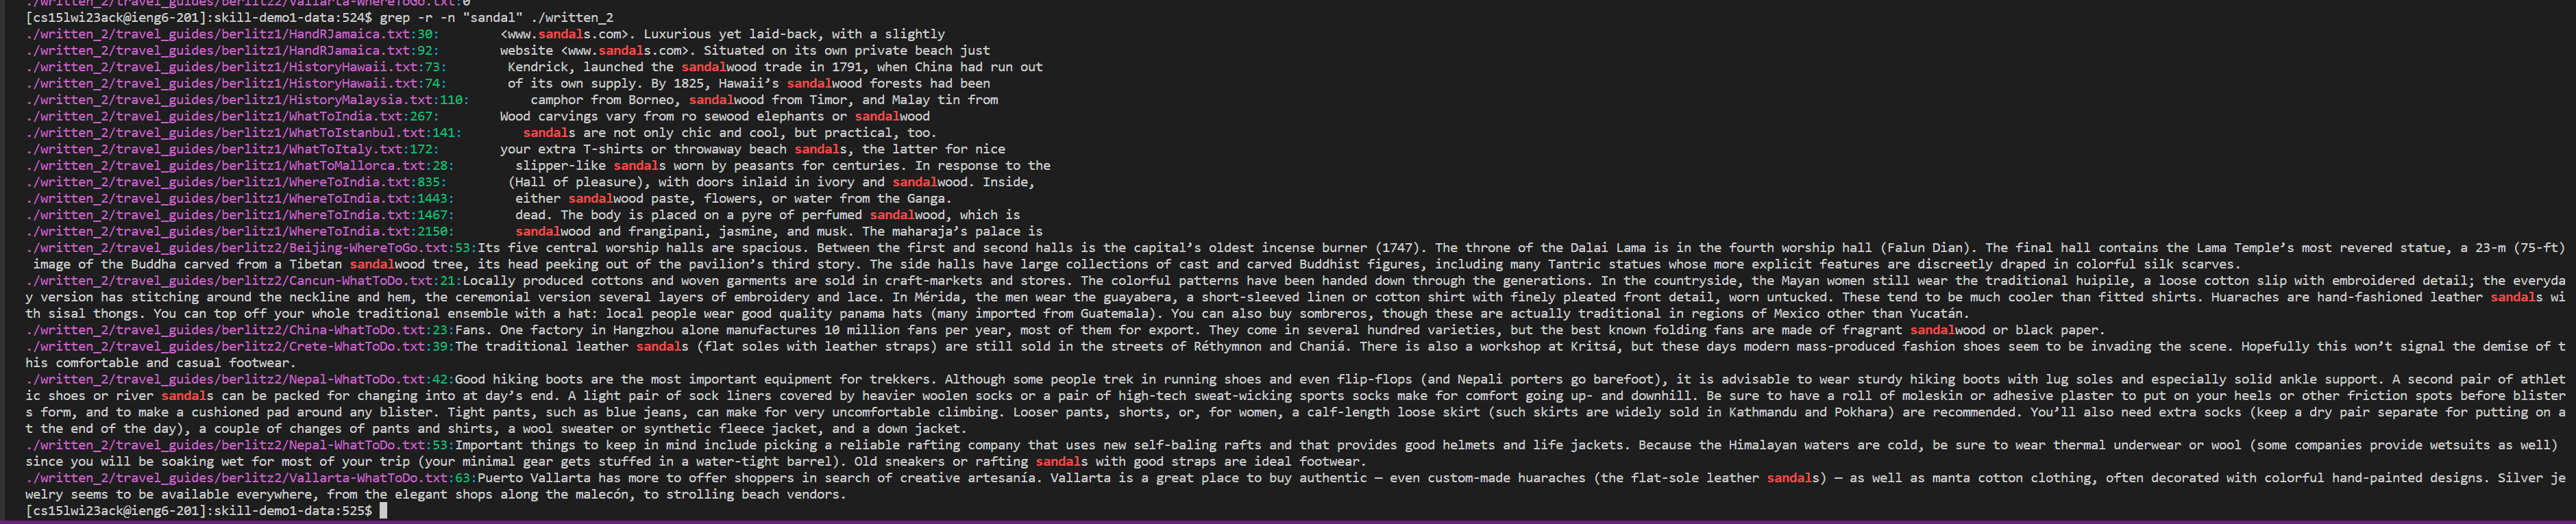 ./written_2/travel_guides/berlitz2/Vallarta-WhereToGo.txt:0
[cs15lwi23ack@ieng6-201]:skill-demo1-data:524$ grep -r -n "sandal" ./written_2
./written_2/travel_guides/berlitz1/HandRJamaica.txt:30:        <www.sandals.com>. Luxurious yet laid-back, with a slightly
./written_2/travel_guides/berlitz1/HandRJamaica.txt:92:        website <www.sandals.com>. Situated on its own private beach just
./written_2/travel_guides/berlitz1/HistoryHawaii.txt:73:        Kendrick, launched the sandalwood trade in 1791, when China had run out
./written_2/travel_guides/berlitz1/HistoryHawaii.txt:74:        of its own supply. By 1825, Hawaii’s sandalwood forests had been
./written_2/travel_guides/berlitz1/HistoryMalaysia.txt:110:        camphor from Borneo, sandalwood from Timor, and Malay tin from
./written_2/travel_guides/berlitz1/WhatToIndia.txt:267:        Wood carvings vary from ro sewood elephants or sandalwood
./written_2/travel_guides/berlitz1/WhatToIstanbul.txt:141:        sandals are not only chic and cool, but practical, too.
./written_2/travel_guides/berlitz1/WhatToItaly.txt:172:        your extra T-shirts or throwaway beach sandals, the latter for nice
./written_2/travel_guides/berlitz1/WhatToMallorca.txt:28:        slipper-like sandals worn by peasants for centuries. In response to the
./written_2/travel_guides/berlitz1/WhereToIndia.txt:835:        (Hall of pleasure), with doors inlaid in ivory and sandalwood. Inside,
./written_2/travel_guides/berlitz1/WhereToIndia.txt:1443:        either sandalwood paste, flowers, or water from the Ganga.
./written_2/travel_guides/berlitz1/WhereToIndia.txt:1467:        dead. The body is placed on a pyre of perfumed sandalwood, which is
./written_2/travel_guides/berlitz1/WhereToIndia.txt:2150:        sandalwood and frangipani, jasmine, and musk. The maharaja’s palace is
./written_2/travel_guides/berlitz2/Beijing-WhereToGo.txt:53:Its five central worship halls are spacious. Between the first and second halls is the capital’s oldest incense burner (1747). The throne of the Dalai Lama is in the fourth worship hall (Falun Dian). The final hall contains the Lama Temple’s most revered statue, a 23-m (75-ft)
 image of the Buddha carved from a Tibetan sandalwood tree, its head peeking out of the pavilion’s third story. The side halls have large collections of cast and carved Buddhist figures, including many Tantric statues whose more explicit features are discreetly draped in colorful silk scarves.
./written_2/travel_guides/berlitz2/Cancun-WhatToDo.txt:21:Locally produced cottons and woven garments are sold in craft-markets and stores. The colorful patterns have been handed down through the generations. In the countryside, the Mayan women still wear the traditional huipile, a loose cotton slip with embroidered detail; the everyda
y version has stitching around the neckline and hem, the ceremonial version several layers of embroidery and lace. In Mérida, the men wear the guayabera, a short-sleeved linen or cotton shirt with finely pleated front detail, worn untucked. These tend to be much cooler than fitted shirts. Huaraches are hand-fashioned leather sandals wi
th sisal thongs. You can top off your whole traditional ensemble with a hat: local people wear good quality panama hats (many imported from Guatemala). You can also buy sombreros, though these are actually traditional in regions of Mexico other than Yucatán.
./written_2/travel_guides/berlitz2/China-WhatToDo.txt:23:Fans. One factory in Hangzhou alone manufactures 10 million fans per year, most of them for export. They come in several hundred varieties, but the best known folding fans are made of fragrant sandalwood or black paper.
./written_2/travel_guides/berlitz2/Crete-WhatToDo.txt:39:The traditional leather sandals (flat soles with leather straps) are still sold in the streets of Réthymnon and Chaniá. There is also a workshop at Kritsá, but these days modern mass-produced fashion shoes seem to be invading the scene. Hopefully this won’t signal the demise of t
his comfortable and casual footwear.
./written_2/travel_guides/berlitz2/Nepal-WhatToDo.txt:42:Good hiking boots are the most important equipment for trekkers. Although some people trek in running shoes and even flip-flops (and Nepali porters go barefoot), it is advisable to wear sturdy hiking boots with lug soles and especially solid ankle support. A second pair of athlet
ic shoes or river sandals can be packed for changing into at day’s end. A light pair of sock liners covered by heavier woolen socks or a pair of high-tech sweat-wicking sports socks make for comfort going up- and downhill. Be sure to have a roll of moleskin or adhesive plaster to put on your heels or other friction spots before blister
s form, and to make a cushioned pad around any blister. Tight pants, such as blue jeans, can make for very uncomfortable climbing. Looser pants, shorts, or, for women, a calf-length loose skirt (such skirts are widely sold in Kathmandu and Pokhara) are recommended. You’ll also need extra socks (keep a dry pair separate for putting on a
t the end of the day), a couple of changes of pants and shirts, a wool sweater or synthetic fleece jacket, and a down jacket.
./written_2/travel_guides/berlitz2/Nepal-WhatToDo.txt:53:Important things to keep in mind include picking a reliable rafting company that uses new self-baling rafts and that provides good helmets and life jackets. Because the Himalayan waters are cold, be sure to wear thermal underwear or wool (some companies provide wetsuits as well)
since you will be soaking wet for most of your trip (your minimal gear gets stuffed in a water-tight barrel). Old sneakers or rafting sandals with good straps are ideal footwear.
./written_2/travel_guides/berlitz2/Vallarta-WhatToDo.txt:63:Puerto Vallarta has more to offer shoppers in search of creative artesanía. Vallarta is a great place to buy authentic — even custom-made huaraches (the flat-sole leather sandals) — as well as manta cotton clothing, often decorated with colorful hand-painted designs. Silver je
welry seems to be available everywhere, from the elegant shops along the malecón, to strolling beach vendors.
[cs15lwi23ack@ieng6-201]:skill-demo1-data:525$